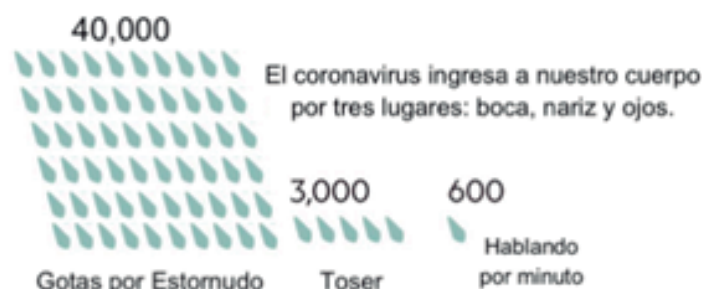 40,000
El coronavirus ingresa a nuestro cuerpo
por tres lugares: boca, nariz y ojos.
3,000
600
Gotas por Estornudo
Toser
Hablando
por minuto